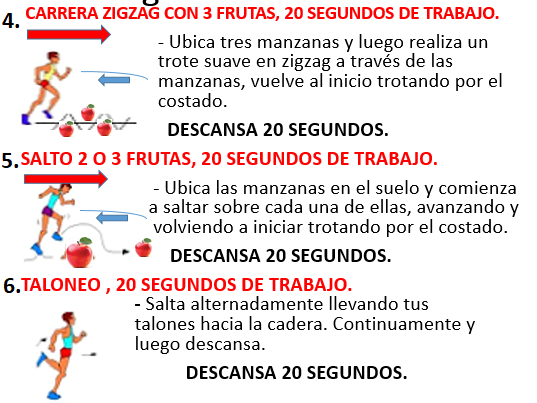 4. CARRERA ZIGZAG CON 3 FRUTAS, 20 SEGUNDOS DE TRABAJO.
- Ubica tres manzanas y luego realiza un
trote suave en zigzag a través de las
manzanas, vuelve al inicio trotando por el
costado.
DESCANSA 20 SEGUNDOS.
5. SALTO 2 O 3 FRUTAS, 20 SEGUNDOS DE TRABAJO.
- Ubica las manzanas en el suelo y comienza
a saltar sobre cada una de ellas, avanzando y
volviendo a iniciar trotando por el costado.
DESCANSA 20 SEGUNDOS.
6. TALONEO , 20 SEGUNDOS DE TRABAJO.
- Salta alternadamente llevando tus
talones hacia la cadera. Continuamente y
luego descansa.
DESCANSA 20 SEGUNDOS.